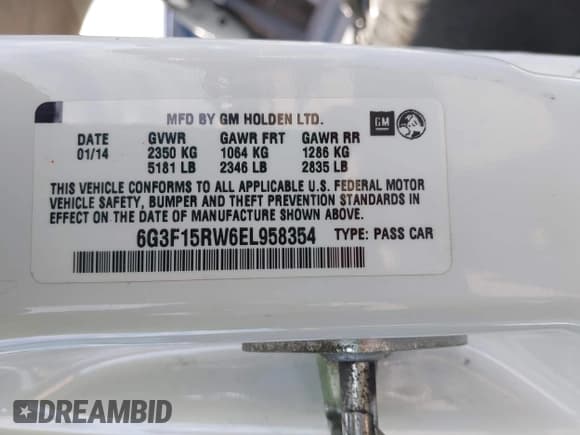 MFD BY GM HOLDEN LTD.
GM
DATE GVWR GAWR FRT GAWR RR
01/14 2350 KG 1064 KG 1286 KG
5181 LB 2346 LB 2835 LB
THIS VEHICLE CONFORMS TO ALL APPLICABLE U.S. FEDERAL MOTOR
VEHICLE SAFETY, BUMPER AND THEFT PREVENTION STANDARDS IN
EFFECT ON THE DATE OF MANUFACTURE SHOWN ABOVE.
6G3F15RW6EL958354 TYPE: PASS CAR
DREAMBID